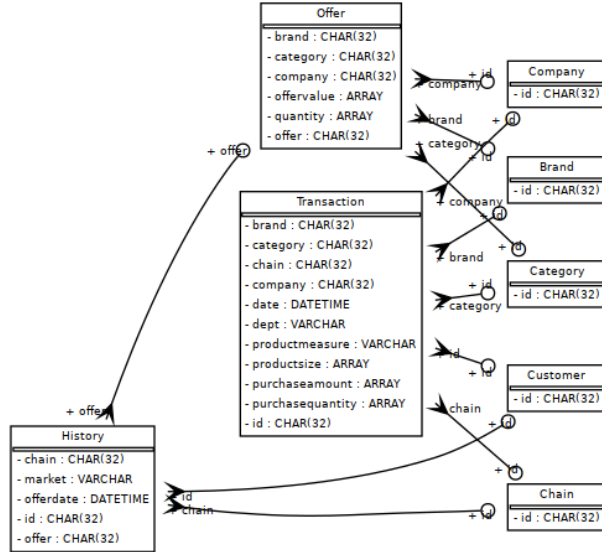 Offer
- brand : CHAR(32)
- category : CHAR(32)
- company : CHAR(32)
- offervalue : ARRAY
- quantity : ARRAY
- offer : CHAR(32)
+ offer
+ id
+ company
+ brand
+ id
+ category
+ id
Company
- id : CHAR(32)
+ id
+ company
Brand
- id : CHAR(32)
+ id
+ brand
Transaction
- brand : CHAR(32)
- category : CHAR(32)
- chain : CHAR(32)
- company : CHAR(32)
- date : DATETIME
- dept : VARCHAR
- productmeasure : VARCHAR
- productsize : ARRAY
- purchaseamount : ARRAY
- purchasequantity : ARRAY
- id : CHAR(32)
Category
- id : CHAR(32)
+ id
+ category
+ id
+ id
Customer
- id : CHAR(32)
+ id
+ chain
+ id
+ offer
History
- chain : CHAR(32)
- market : VARCHAR
- offerdate : DATETIME
- id : CHAR(32)
- offer : CHAR(32)
+ id
+ chain
+ id
Chain
- id : CHAR(32)